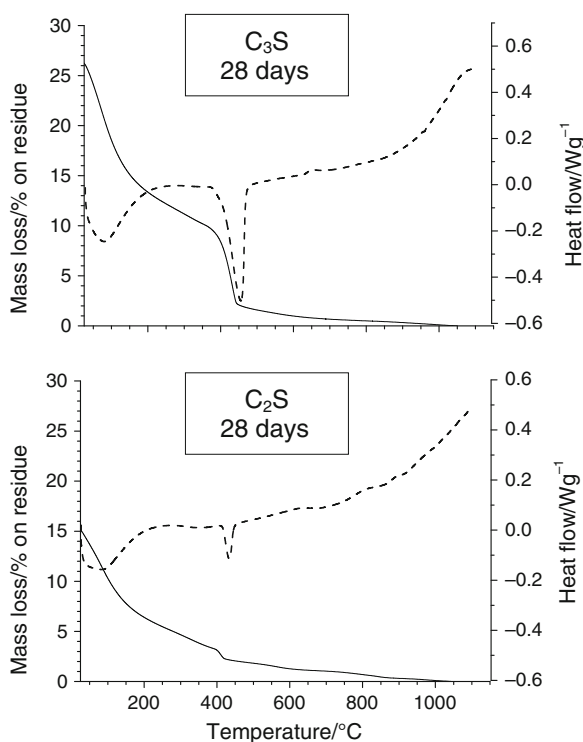 C₃S
28 days
Mass loss/% on residue
30
25
20
15
10
5
0
Heat flow/Wg⁻¹
0.6
0.4
0.2
0.0
−0.2
−0.4
−0.6
C₂S
28 days
Mass loss/% on residue
30
25
20
15
10
5
0
Heat flow/Wg⁻¹
0.6
0.4
0.2
0.0
−0.2
−0.4
−0.6
200 400 600 800 1000
Temperature/°C